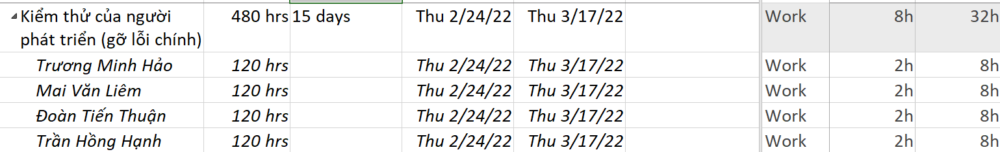 Kiểm thử của người 480 hrs 15 days Thu 2/24/22 Thu 3/17/22 Work 8h 32h
phát triển (gỡ lỗi chính)
Trương Minh Hảo 120 hrs Thu 2/24/22 Thu 3/17/22 Work 2h 8h
Mai Văn Liêm 120 hrs Thu 2/24/22 Thu 3/17/22 Work 2h 8h
Đoàn Tiến Thuận 120 hrs Thu 2/24/22 Thu 3/17/22 Work 2h 8h
Trần Hồng Hạnh 120 hrs Thu 2/24/22 Thu 3/17/22 Work 2h 8h